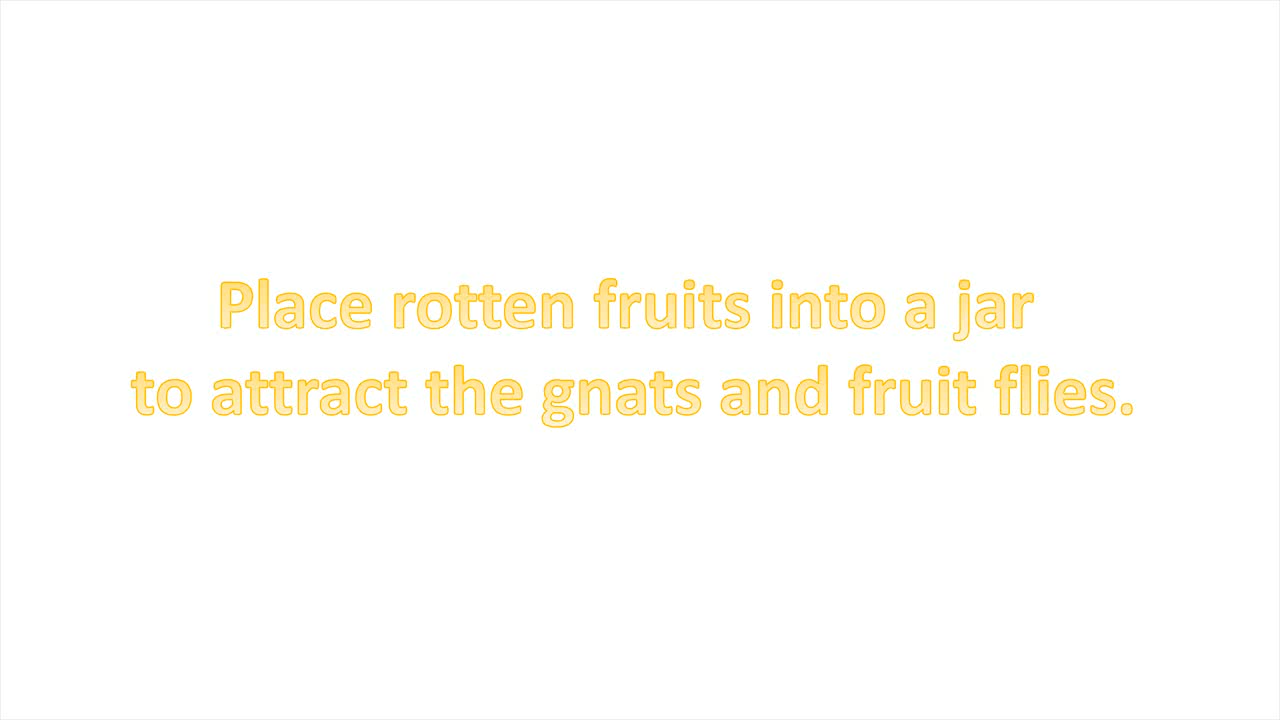 Place rotten fruits into a jar
to attract the gnats and fruit flies.